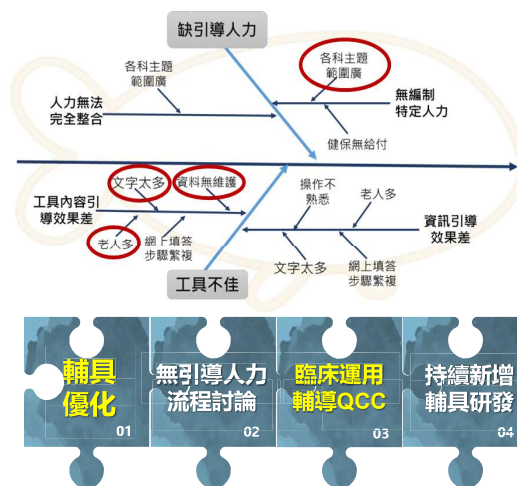 缺引導人力
各科主題
範圍廣
各科主題
範圍廣
人力無法
完全整合
無編制
特定人力
健保無給付
文字太多
資料無維護
操作不
熟悉
老人多
工具內容引
導效果差
資訊引導
效果差
老人多
網上填答
步驟繁複
文字太多
網上填答
步驟繁複
工具不佳
輔具
優化
01
無引導人力
流程討論
02
臨床運用
輔導QCC
03
持續新增
輔具研發
04